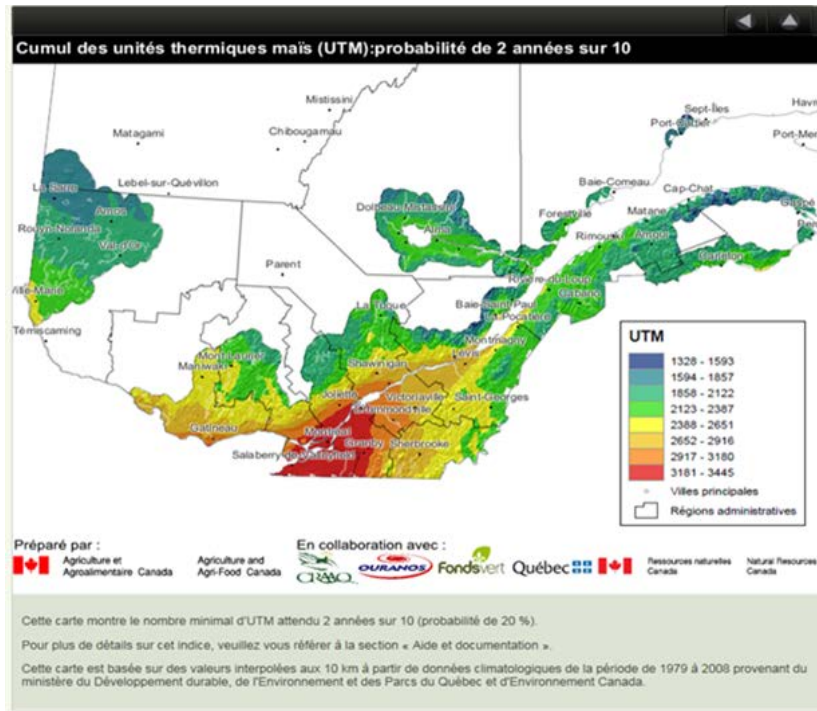 Cumul des unités thermiques maïs (UTM):probabilité de 2 années sur 10
Mistissini
Sept-Îles
Havr
Port-Cartier
Matagami
Chibougamau
Port-Men
Lebel-sur-Quévillon
Baie-Comeau
La Sarre
Cap-Chat
Gaspé
Amos
Dolbeau-Mistassini
Forestville
Matane
Rouyn-Noranda
Alma
Rimouski
Amqui
Per
Val-d'Or
Carleton
Parent
Rivière-du-Loup
Cabano
Ville-Marie
La Tuque
Baie-Saint-Paul
La Pocatière
Témiscaming
Mont-Laurier
Montmagny
Maniwaki
Shawinigan
Lévis
Joliette
Victoriaville
Saint-Georges
Drummondville
Gatineau
Montréal
Granby
Sherbrooke
Salaberry-de-Valleyfield
UTM
1328 - 1593
1594 - 1857
1858 - 2122
2123 - 2387
2388 - 2651
2652 - 2916
2917 - 3180
3181 - 3445
Villes principales
Régions administratives
Préparé par :
En collaboration avec :
Agriculture et
Agroalimentaire Canada
Agriculture and
Agri-Food Canada
CRAAQ
OURANOS
Fondsvert
Québec
Ressources naturelles
Canada
Natural Resources
Canada
Cette carte montre le nombre minimal d'UTM attendu 2 années sur 10 (probabilité de 20 %).
Pour plus de détails sur cet indice, veuillez vous référer à la section « Aide et documentation ».
Cette carte est basée sur des valeurs interpolées aux 10 km à partir de données climatologiques de la période de 1979 à 2008 provenant du
ministère du Développement durable, de l'Environnement et des Parcs du Québec et d'Environnement Canada.